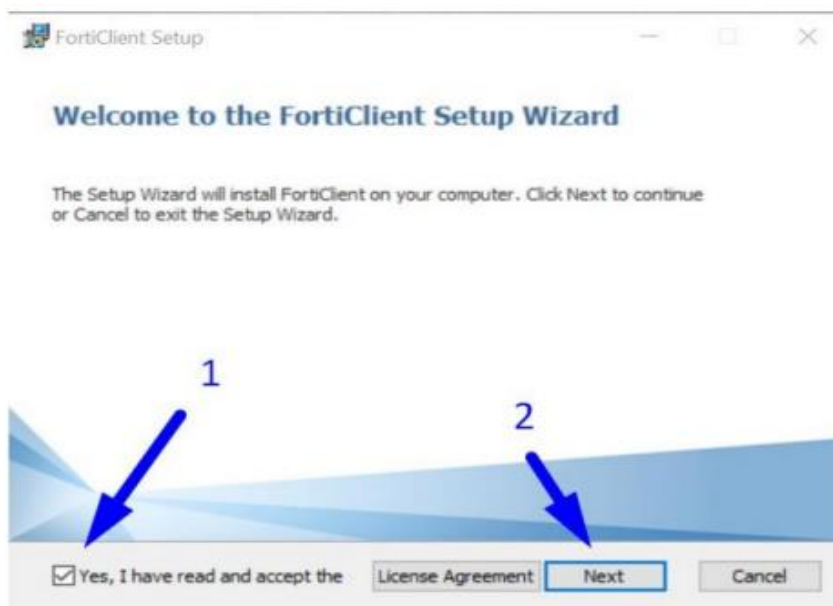 FortiClient Setup
Welcome to the FortiClient Setup Wizard
The Setup Wizard will install FortiClient on your computer. Click Next to continue
or Cancel to exit the Setup Wizard.
1
2
Yes, I have read and accept the License Agreement Next Cancel